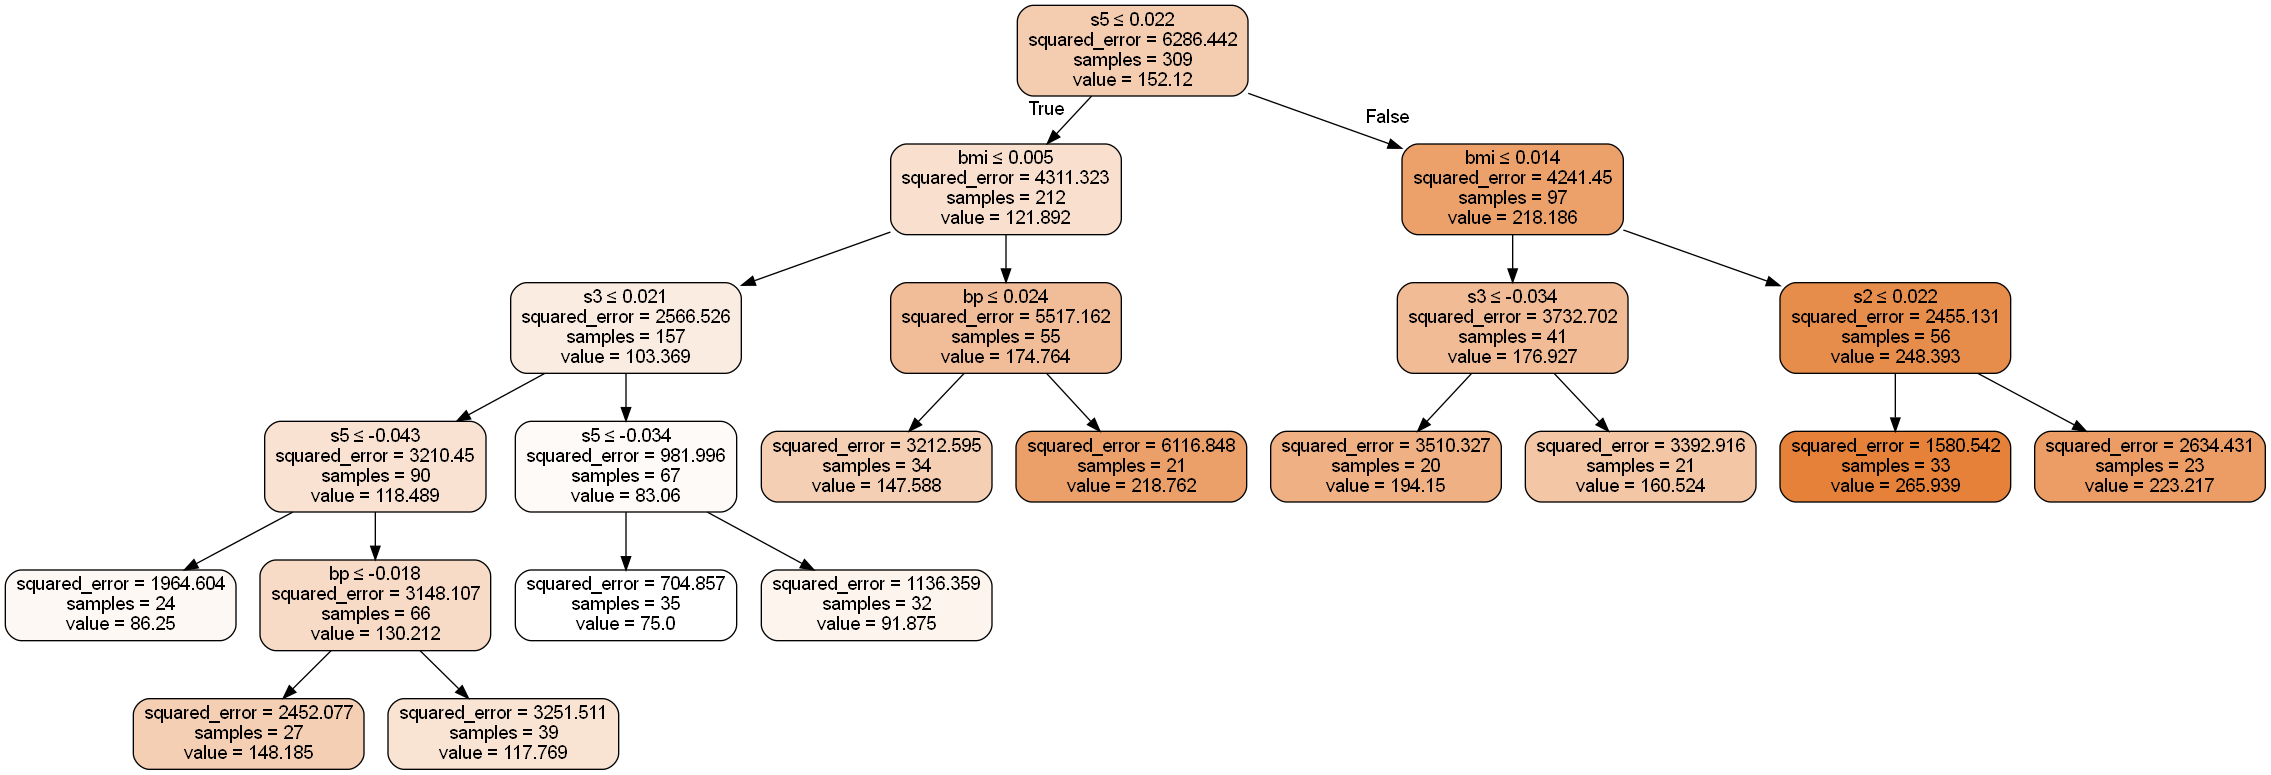 s5 ≤ 0.022
squared_error = 6286.442
samples = 309
value = 152.12
True
False
bmi ≤ 0.005
squared_error = 4311.323
samples = 212
value = 121.892
bmi ≤ 0.014
squared_error = 4241.45
samples = 97
value = 218.186
s3 ≤ 0.021
squared_error = 2566.526
samples = 157
value = 103.369
bp ≤ 0.024
squared_error = 5517.162
samples = 55
value = 174.764
s3 ≤ -0.034
squared_error = 3732.702
samples = 41
value = 176.927
s2 ≤ 0.022
squared_error = 2455.131
samples = 56
value = 248.393
s5 ≤ -0.043
squared_error = 3210.45
samples = 90
value = 118.489
s5 ≤ -0.034
squared_error = 981.996
samples = 67
value = 83.06
squared_error = 3212.595
samples = 34
value = 147.588
squared_error = 6116.848
samples = 21
value = 218.762
squared_error = 3510.327
samples = 20
value = 194.15
squared_error = 3392.916
samples = 21
value = 160.524
squared_error = 1580.542
samples = 33
value = 265.939
squared_error = 2634.431
samples = 23
value = 223.217
squared_error = 1964.604
samples = 24
value = 86.25
bp ≤ -0.018
squared_error = 3148.107
samples = 66
value = 130.212
squared_error = 704.857
samples = 35
value = 75.0
squared_error = 1136.359
samples = 32
value = 91.875
squared_error = 2452.077
samples = 27
value = 148.185
squared_error = 3251.511
samples = 39
value = 117.769